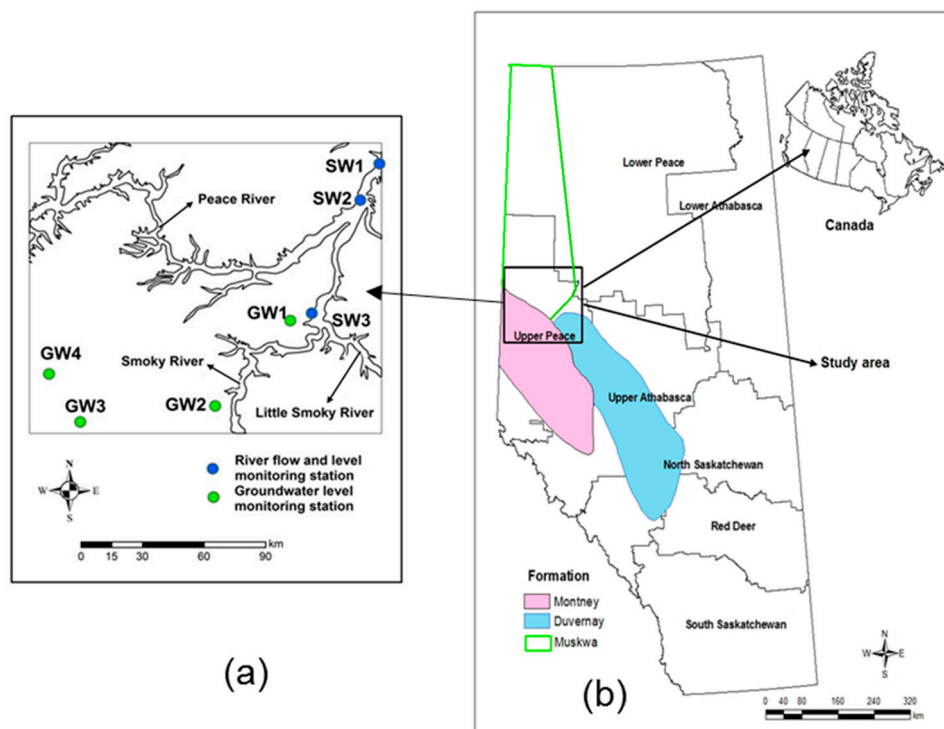 SW1
SW2
Peace River
GW1
SW3
GW4
Smoky River
GW3
GW2
Little Smoky River
River flow and level
monitoring station
Groundwater level
monitoring station
N
W
E
S
km
0 15 30 60 90
(a)
Lower Peace
Lower Athabasca
Canada
Upper Peace
Study area
Upper Athabasca
North Saskatchewan
Red Deer
South Saskatchewan
Formation
Montney
Duvernay
Muskwa
N
W
E
S
0 40 80 160 240 320
km
(b)